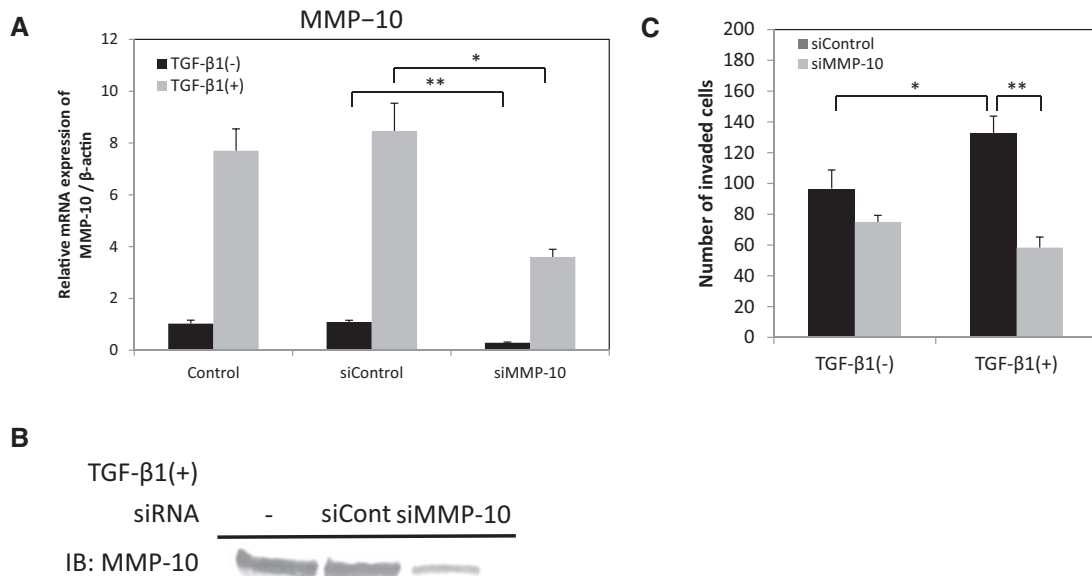 A
MMP−10
Relative mRNA expression of
MMP-10 / β-actin
12
10
8
6
4
2
0
TGF-β1(-)
TGF-β1(+)
*
**
Control siControl siMMP-10
B
TGF-β1(+)
siRNA - siCont siMMP-10
IB: MMP-10
C
Number of invaded cells
200
180
160
140
120
100
80
60
40
20
0
siControl
siMMP-10
* **
TGF-β1(-) TGF-β1(+)